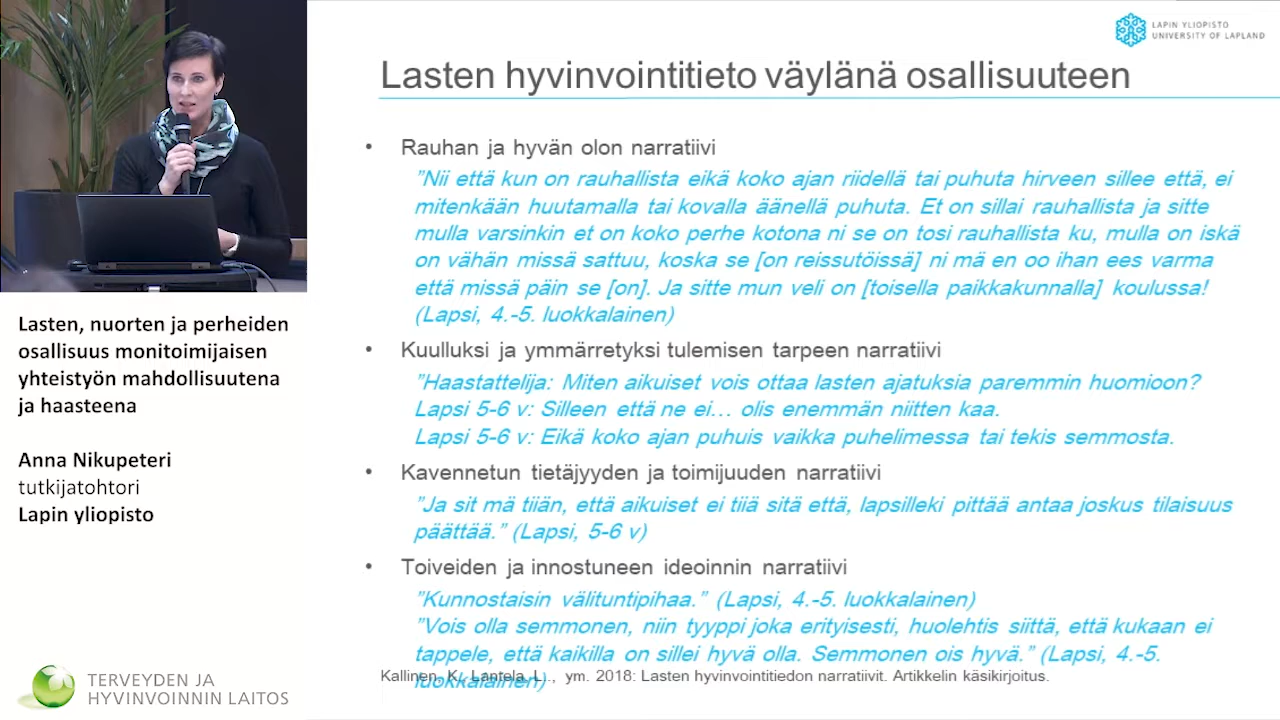 LAPIN YLIOPISTO
UNIVERSITY OF LAPLAND
Lasten hyvinvointitieto väylänä osallisuuteen
• Rauhan ja hyvän olon narratiivi
”Nii että kun on rauhallista eikä koko ajan riidellä tai puhuta hirveen sillee että, ei
mitenkään huutamalla tai kovalla äänellä puhuta. Et on sillai rauhallista ja sitte
mulla varsinkin et on koko perhe kotona ni se on tosi rauhallista ku, mulla on iskä
on vähän missä sattuu, koska se [on reissutöissä] ni mä en oo ihan ees varma
että missä päin se [on]. Ja sitte mun veli on [toisella paikkakunnalla] koulussa!
(Lapsi, 4.-5. luokkalainen)
• Kuulluksi ja ymmärretyksi tulemisen tarpeen narratiivi
”Haastattelija: Miten aikuiset vois ottaa lasten ajatuksia paremmin huomioon?
Lapsi 5-6 v: Silleen että ne ei… olis enemmän niitten kaa.
Lapsi 5-6 v: Eikä koko ajan puhuis vaikka puhelimessa tai tekis semmosta.
• Kavennetun tietäjyyden ja toimijuuden narratiivi
”Ja sit mä tiiän, että aikuiset ei tiiä sitä että, lapsilleki pittää antaa joskus tilaisuus
päättää.” (Lapsi, 5-6 v)
• Toiveiden ja innostuneen ideoinnin narratiivi
”Kunnostaisin välituntipihaa.” (Lapsi, 4.-5. luokkalainen)
”Vois olla semmonen, niin tyyppi joka erityisesti, huolehtis siittä, että kukaan ei
tappele, että kaikilla on sillei hyvä olla. Semmonen ois hyvä.” (Lapsi, 4.-5.
luokkalainen)
Kallinen, K., Lantela, L., ym. 2018: Lasten hyvinvointitiedon narratiivit. Artikkelin käsikirjoitus.
Lasten, nuorten ja perheiden
osallisuus monitoimijaisen
yhteistyön mahdollisuutena
ja haasteena
Anna Nikupeteri
tutkijatohtori
Lapin yliopisto
TERVEYDEN JA
HYVINVOINNIN LAITOS